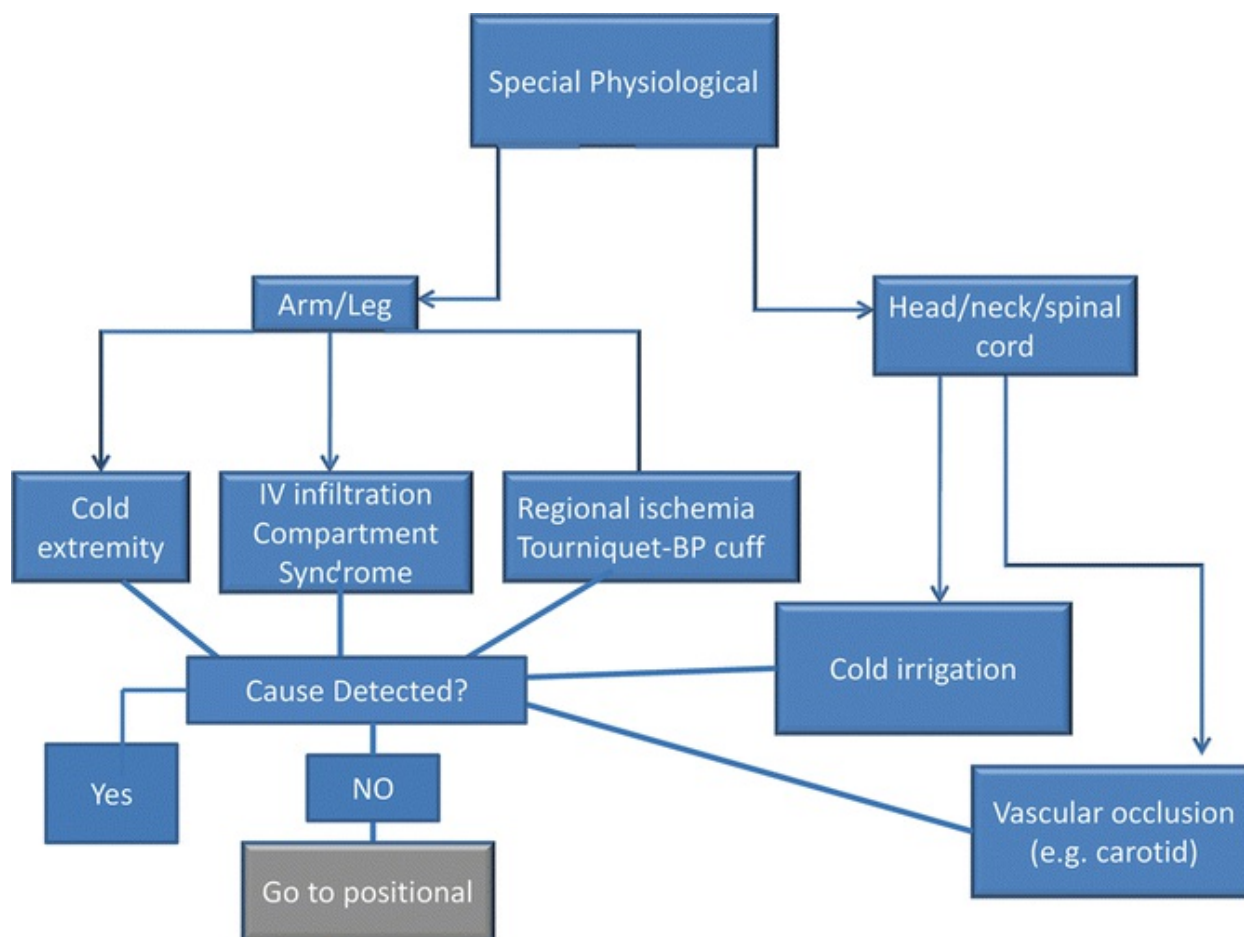 Special Physiological
Arm/Leg
Head/neck/spinal
cord
Cold
extremity
IV infiltration
Compartment
Syndrome
Regional ischemia
Tourniquet-BP cuff
Cold irrigation
Cause Detected?
Yes
NO
Vascular occlusion
(e.g. carotid)
Go to positional